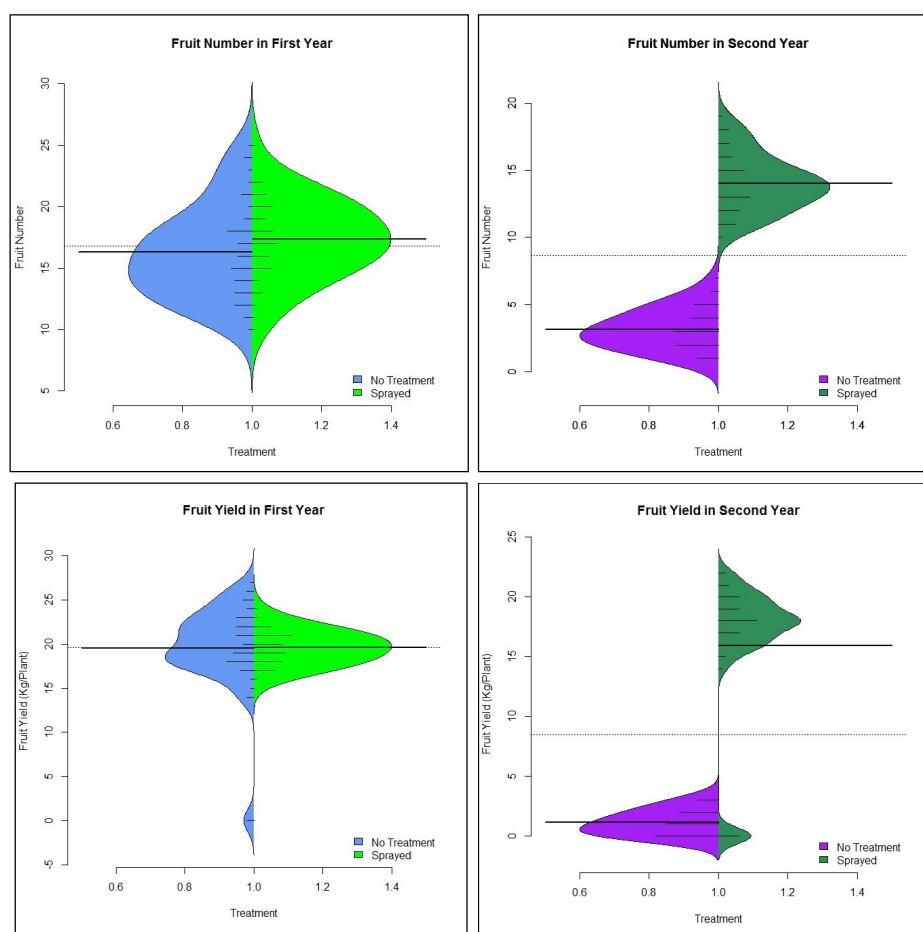 Fruit Number in First Year
30
25
20
15
10
5
Fruit Number
No Treatment
Sprayed
0.6 0.8 1.0 1.2 1.4
Treatment
Fruit Number in Second Year
20
15
10
5
0
Fruit Number
No Treatment
Sprayed
0.6 0.8 1.0 1.2 1.4
Treatment
Fruit Yield in First Year
30
25
20
15
10
5
0
-5
Fruit Yield (Kg/Plant)
No Treatment
Sprayed
0.6 0.8 1.0 1.2 1.4
Treatment
Fruit Yield in Second Year
25
20
15
10
5
0
Fruit Yield (Kg/Plant)
No Treatment
Sprayed
0.6 0.8 1.0 1.2 1.4
Treatment